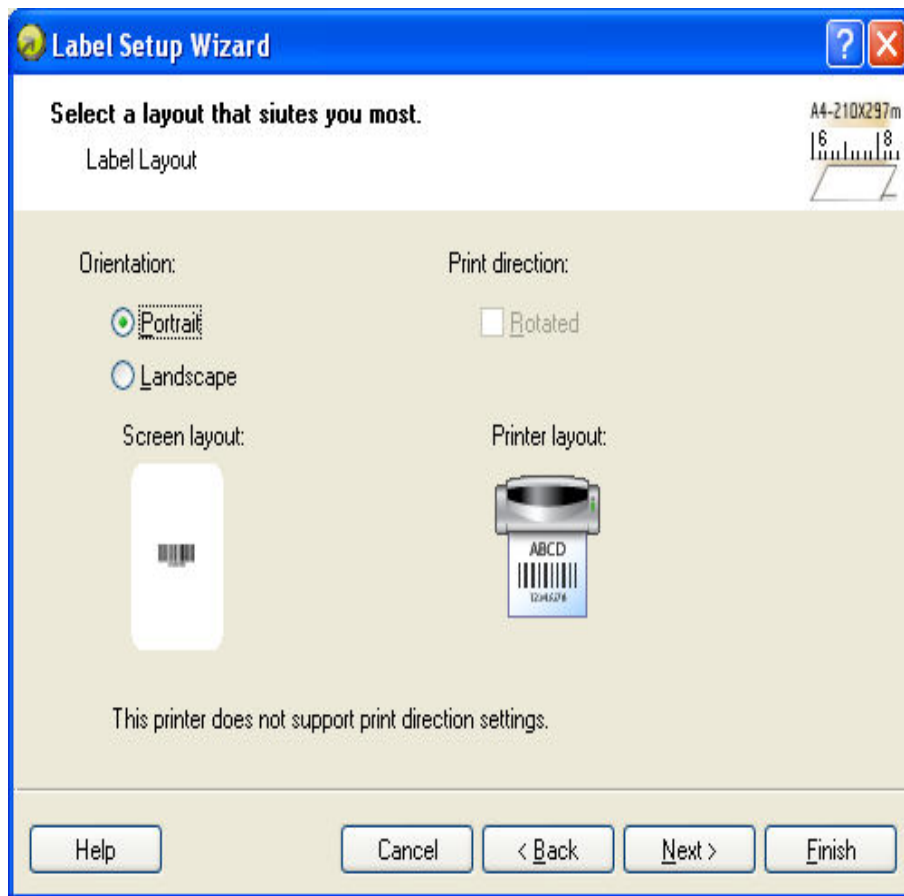 Label Setup Wizard
Select a layout that siutes you most.
A4-210X297m
Label Layout
6 8
Orientation: Print direction:
Portrait Rotated
Landscape
Screen layout: Printer layout:
ABCD
This printer does not support print direction settings.
Help Cancel < Back Next > Finish